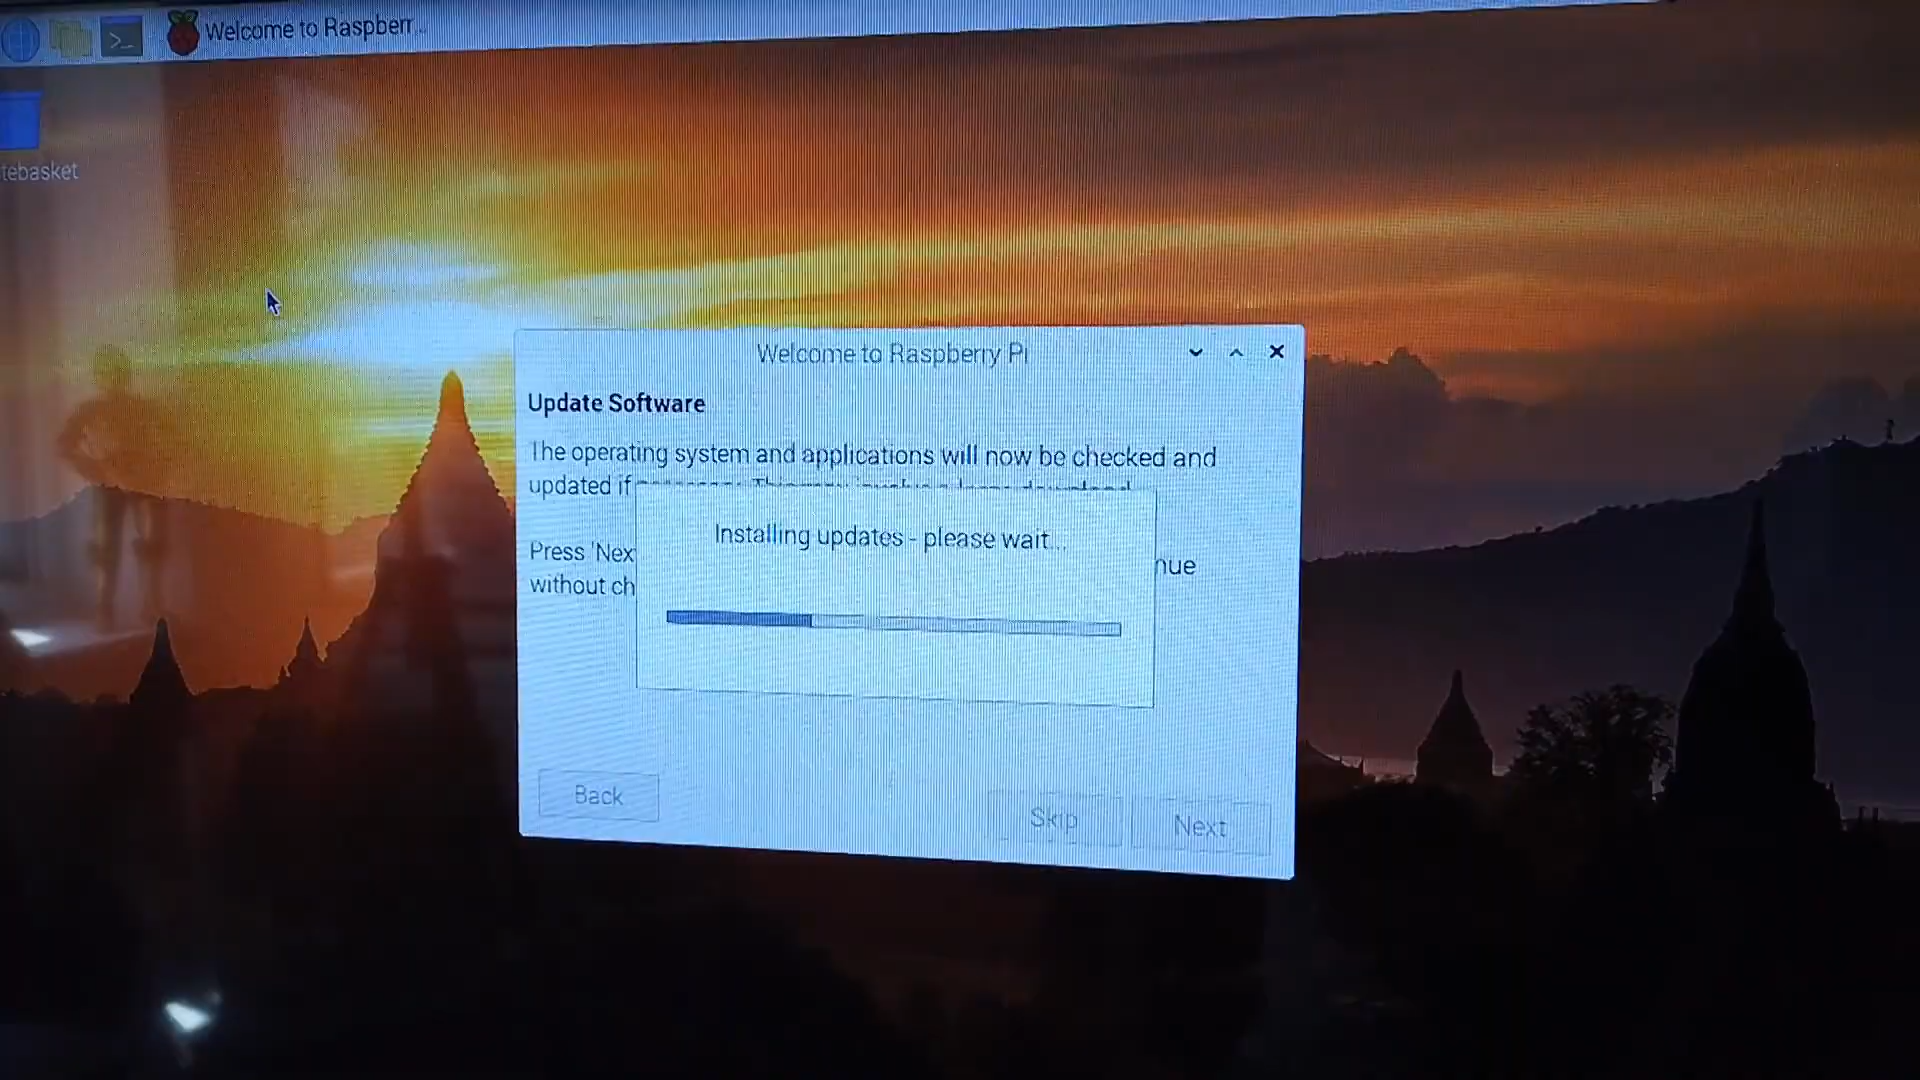 Welcome to Raspberr...
tebasket
Welcome to Raspberry Pi
Update Software
The operating system and applications will now be checked and
updated if
Installing updates - please wait...
Press 'Nex
nue
without ch
Back
Skip
Next